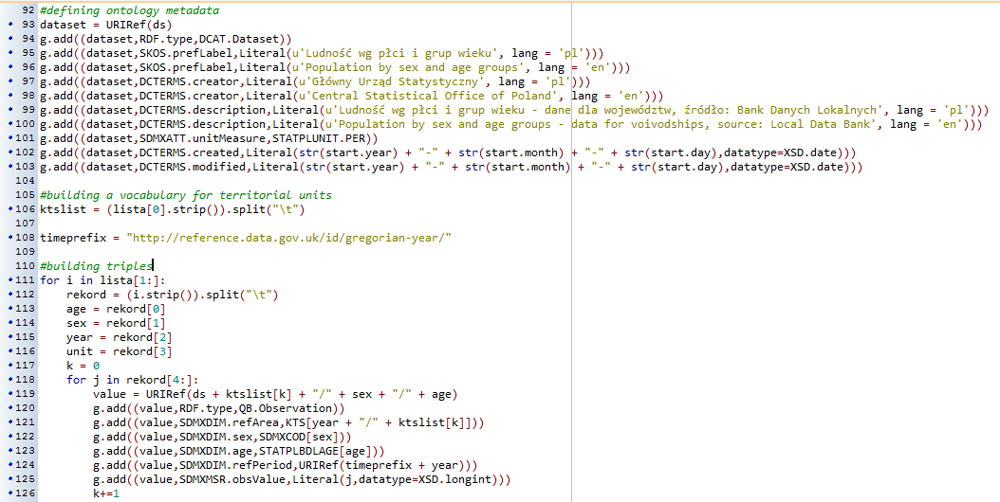 92 #defining ontology metadata
93 dataset = URIRef(ds)
94 g.add((dataset,RDF.type,DCAT.Dataset))
95 g.add((dataset,SKOS.prefLabel,Literal(u'Ludność wg płci i grup wieku', lang = 'pl')))
96 g.add((dataset,SKOS.prefLabel,Literal(u'Population by sex and age groups', lang = 'en')))
97 g.add((dataset,DCTERMS.creator,Literal(u'Główny Urząd Statystyczny', lang = 'pl')))
98 g.add((dataset,DCTERMS.creator,Literal(u'Central Statistical Office of Poland', lang = 'en')))
99 g.add((dataset,DCTERMS.description,Literal(u'Ludność wg płci i grup wieku - dane dla województw, źródło: Bank Danych Lokalnych', lang = 'pl')))
100 g.add((dataset,DCTERMS.description,Literal(u'Population by sex and age groups - data for voivodships, source: Local Data Bank', lang = 'en')))
101 g.add((dataset,SDMXATT.unitMeasure,STATPLUNIT.PER))
102 g.add((dataset,DCTERMS.created,Literal(str(start.year) + "-" + str(start.month) + "-" + str(start.day),datatype=XSD.date)))
103 g.add((dataset,DCTERMS.modified,Literal(str(start.year) + "-" + str(start.month) + "-" + str(start.day),datatype=XSD.date)))
104
105 #building a vocabulary for territorial units
106 ktslist = (lista[0].strip()).split("\t")
107
108 timeprefix = "http://reference.data.gov.uk/id/gregorian-year/"
109
110 #building triples
111 for i in lista[1:]:
112 rekord = (i.strip()).split("\t")
113 age = rekord[0]
114 sex = rekord[1]
115 year = rekord[2]
116 unit = rekord[3]
117 k = 0
118 for j in rekord[4:]:
119 value = URIRef(ds + ktslist[k] + "/" + sex + "/" + age)
120 g.add((value,RDF.type,QB.Observation))
121 g.add((value,SDMXDIM.refArea,KTS[year + "/" + ktslist[k]]))
122 g.add((value,SDMXDIM.sex,SDMXCOD[sex]))
123 g.add((value,SDMXDIM.age,STATPLBDLAGE[age]))
124 g.add((value,SDMXDIM.refPeriod,URIRef(timeprefix + year)))
125 g.add((value,SDMXMSR.obsValue,Literal(j,datatype=XSD.longint)))
126 k+=1